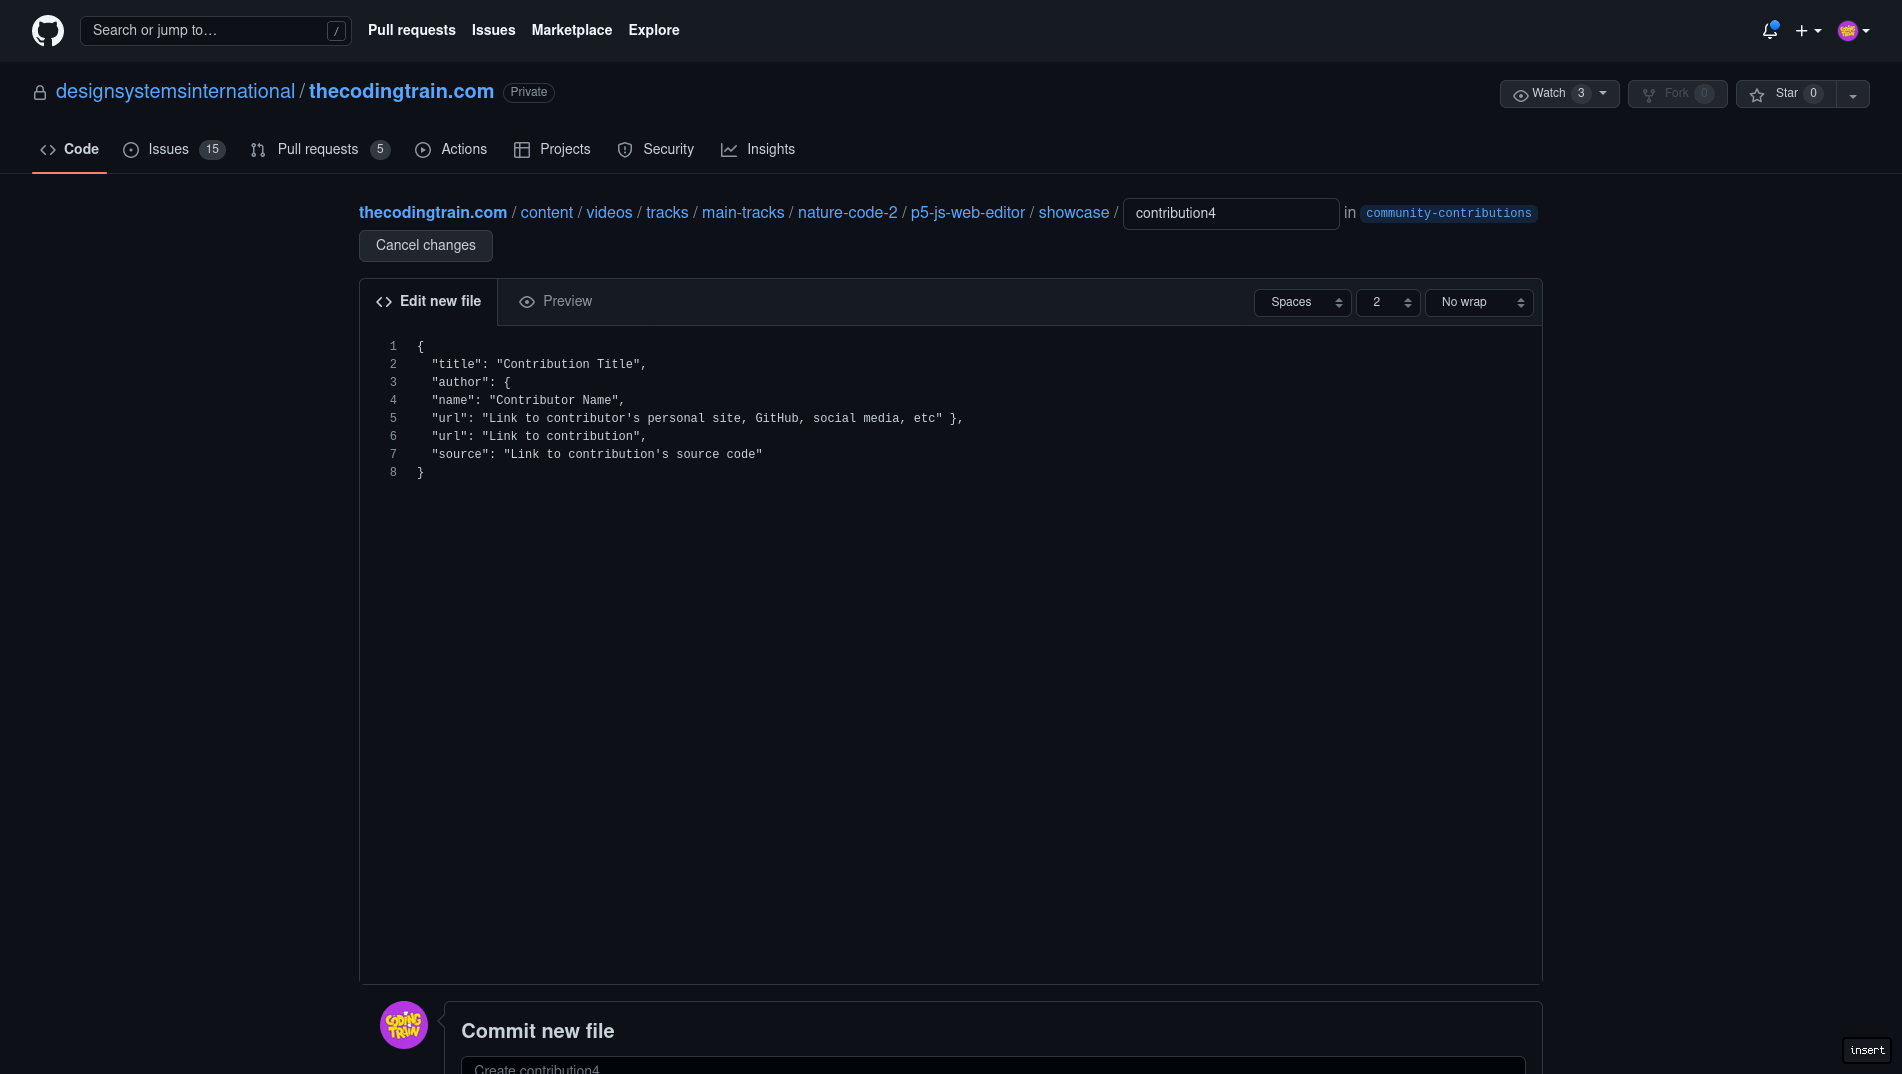 Search or jump to… / Pull requests Issues Marketplace Explore
designsystemsinternational / thecodingtrain.com Private Watch 3 Fork 0 Star 0
Code Issues 15 Pull requests 5 Actions Projects Security Insights
thecodingtrain.com / content / videos / tracks / main-tracks / nature-code-2 / p5-js-web-editor / showcase / contribution4 in community-contributions
Cancel changes
Edit new file Preview Spaces 2 No wrap
1 {
2 "title": "Contribution Title",
3 "author": {
4 "name": "Contributor Name",
5 "url": "Link to contributor's personal site, GitHub, social media, etc" },
6 "url": "Link to contribution",
7 "source": "Link to contribution's source code"
8 }
CODING
TRAIN
Commit new file
insert
Create contribution4